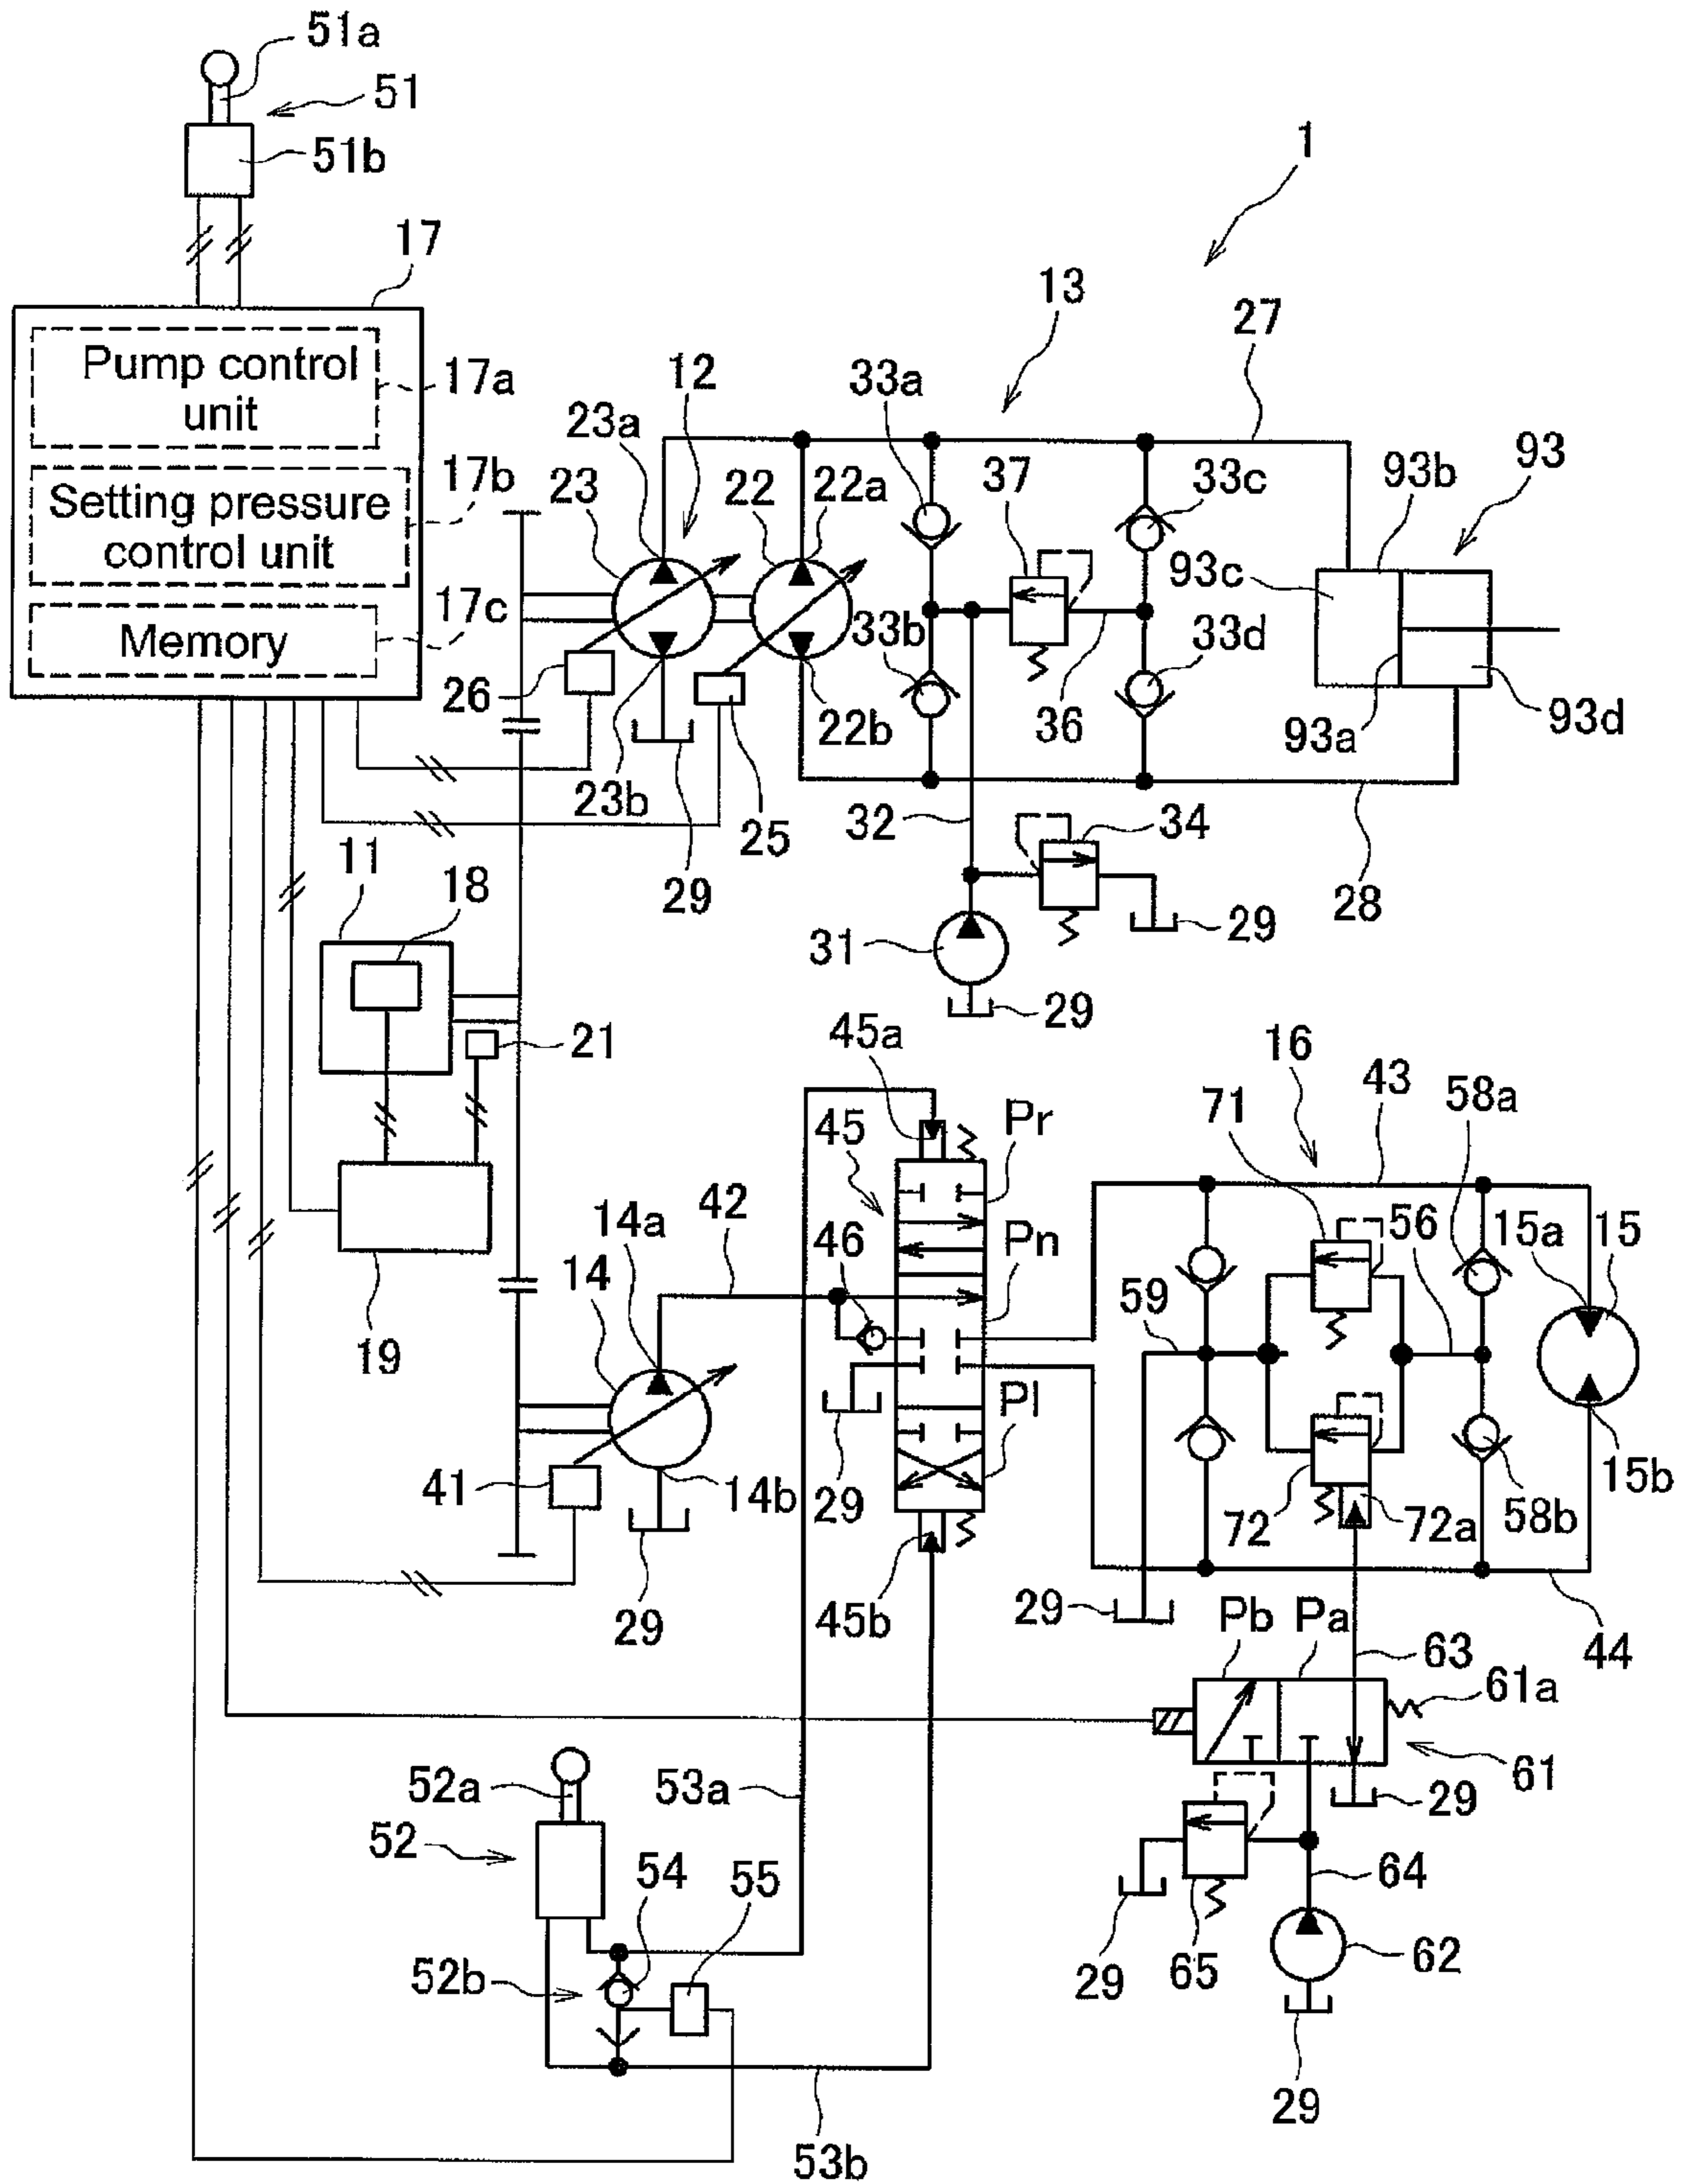 51a
51
51b
1
17
13
27
Pump control
unit
17a
12
33a
23a
37
93b
93
Setting pressure
control unit
17b
23
22
22a
33c
93c
17c
Memory
33b
33d
26
22b
36
93a
93d
23b
32
34
25
11
18
29
28
31
29
29
21
45a
16
43
58a
45
Pr
71
42
14a
46
Pn
56
15a
15
14
59
19
Pl
41
14b
29
72
72a
58b
15b
29
45b
29
Pb
Pa
63
44
61a
53a
52a
61
29
52
54
55
64
52b
29
65
62
29
53b